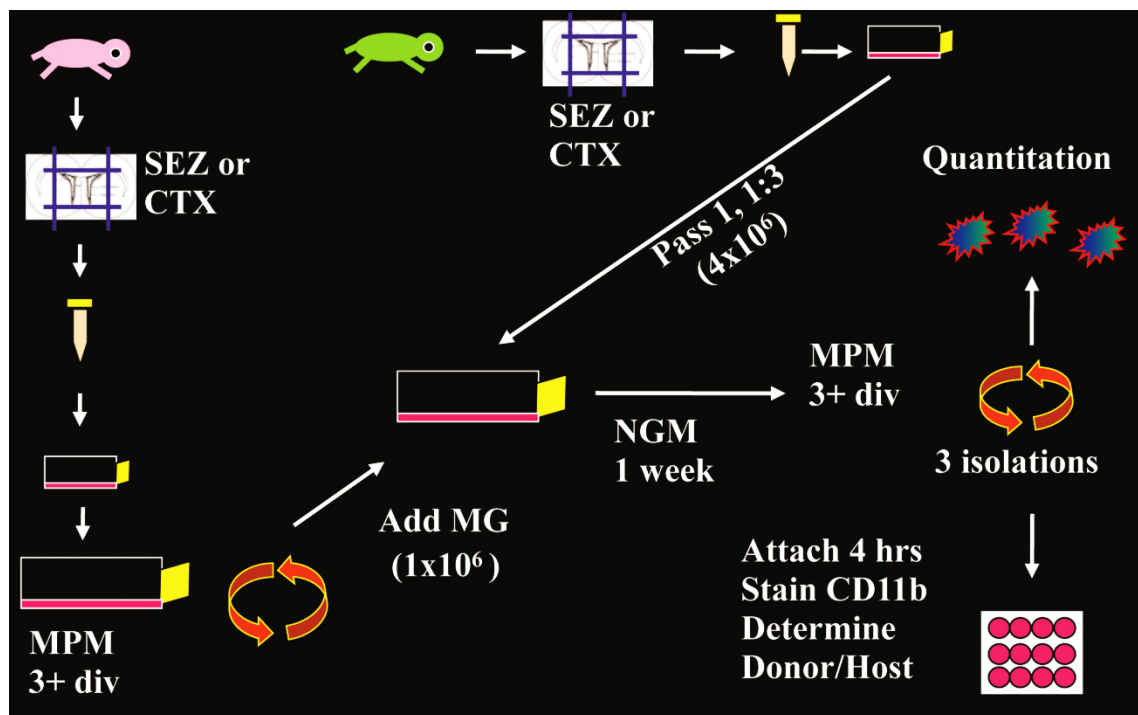 SEZ or
CTX
SEZ or
CTX
Quantitation
Pass 1, 1:3
(4x10⁶)
MPM
3+ div
NGM
1 week
3 isolations
Add MG
(1x10⁶)
Attach 4 hrs
Stain CD11b
Determine
Donor/Host
MPM
3+ div